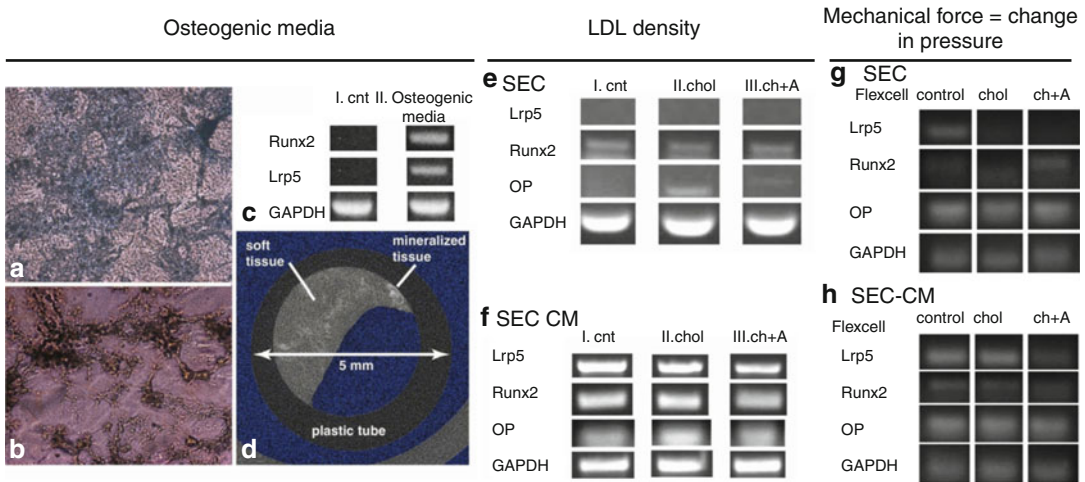 Osteogenic media
LDL density
Mechanical force = change
in pressure
a
b
I. cnt II. Osteogenic
media
Runx2
Lrp5
GAPDH
c
soft
tissue
mineralized
tissue
5 mm
plastic tube
d
e SEC
I. cnt II.chol III.ch+A
Lrp5
Runx2
OP
GAPDH
f SEC CM
I. cnt II.chol III.ch+A
Lrp5
Runx2
OP
GAPDH
g SEC
Flexcell control chol ch+A
Lrp5
Runx2
OP
GAPDH
h SEC-CM
Flexcell control chol ch+A
Lrp5
Runx2
OP
GAPDH